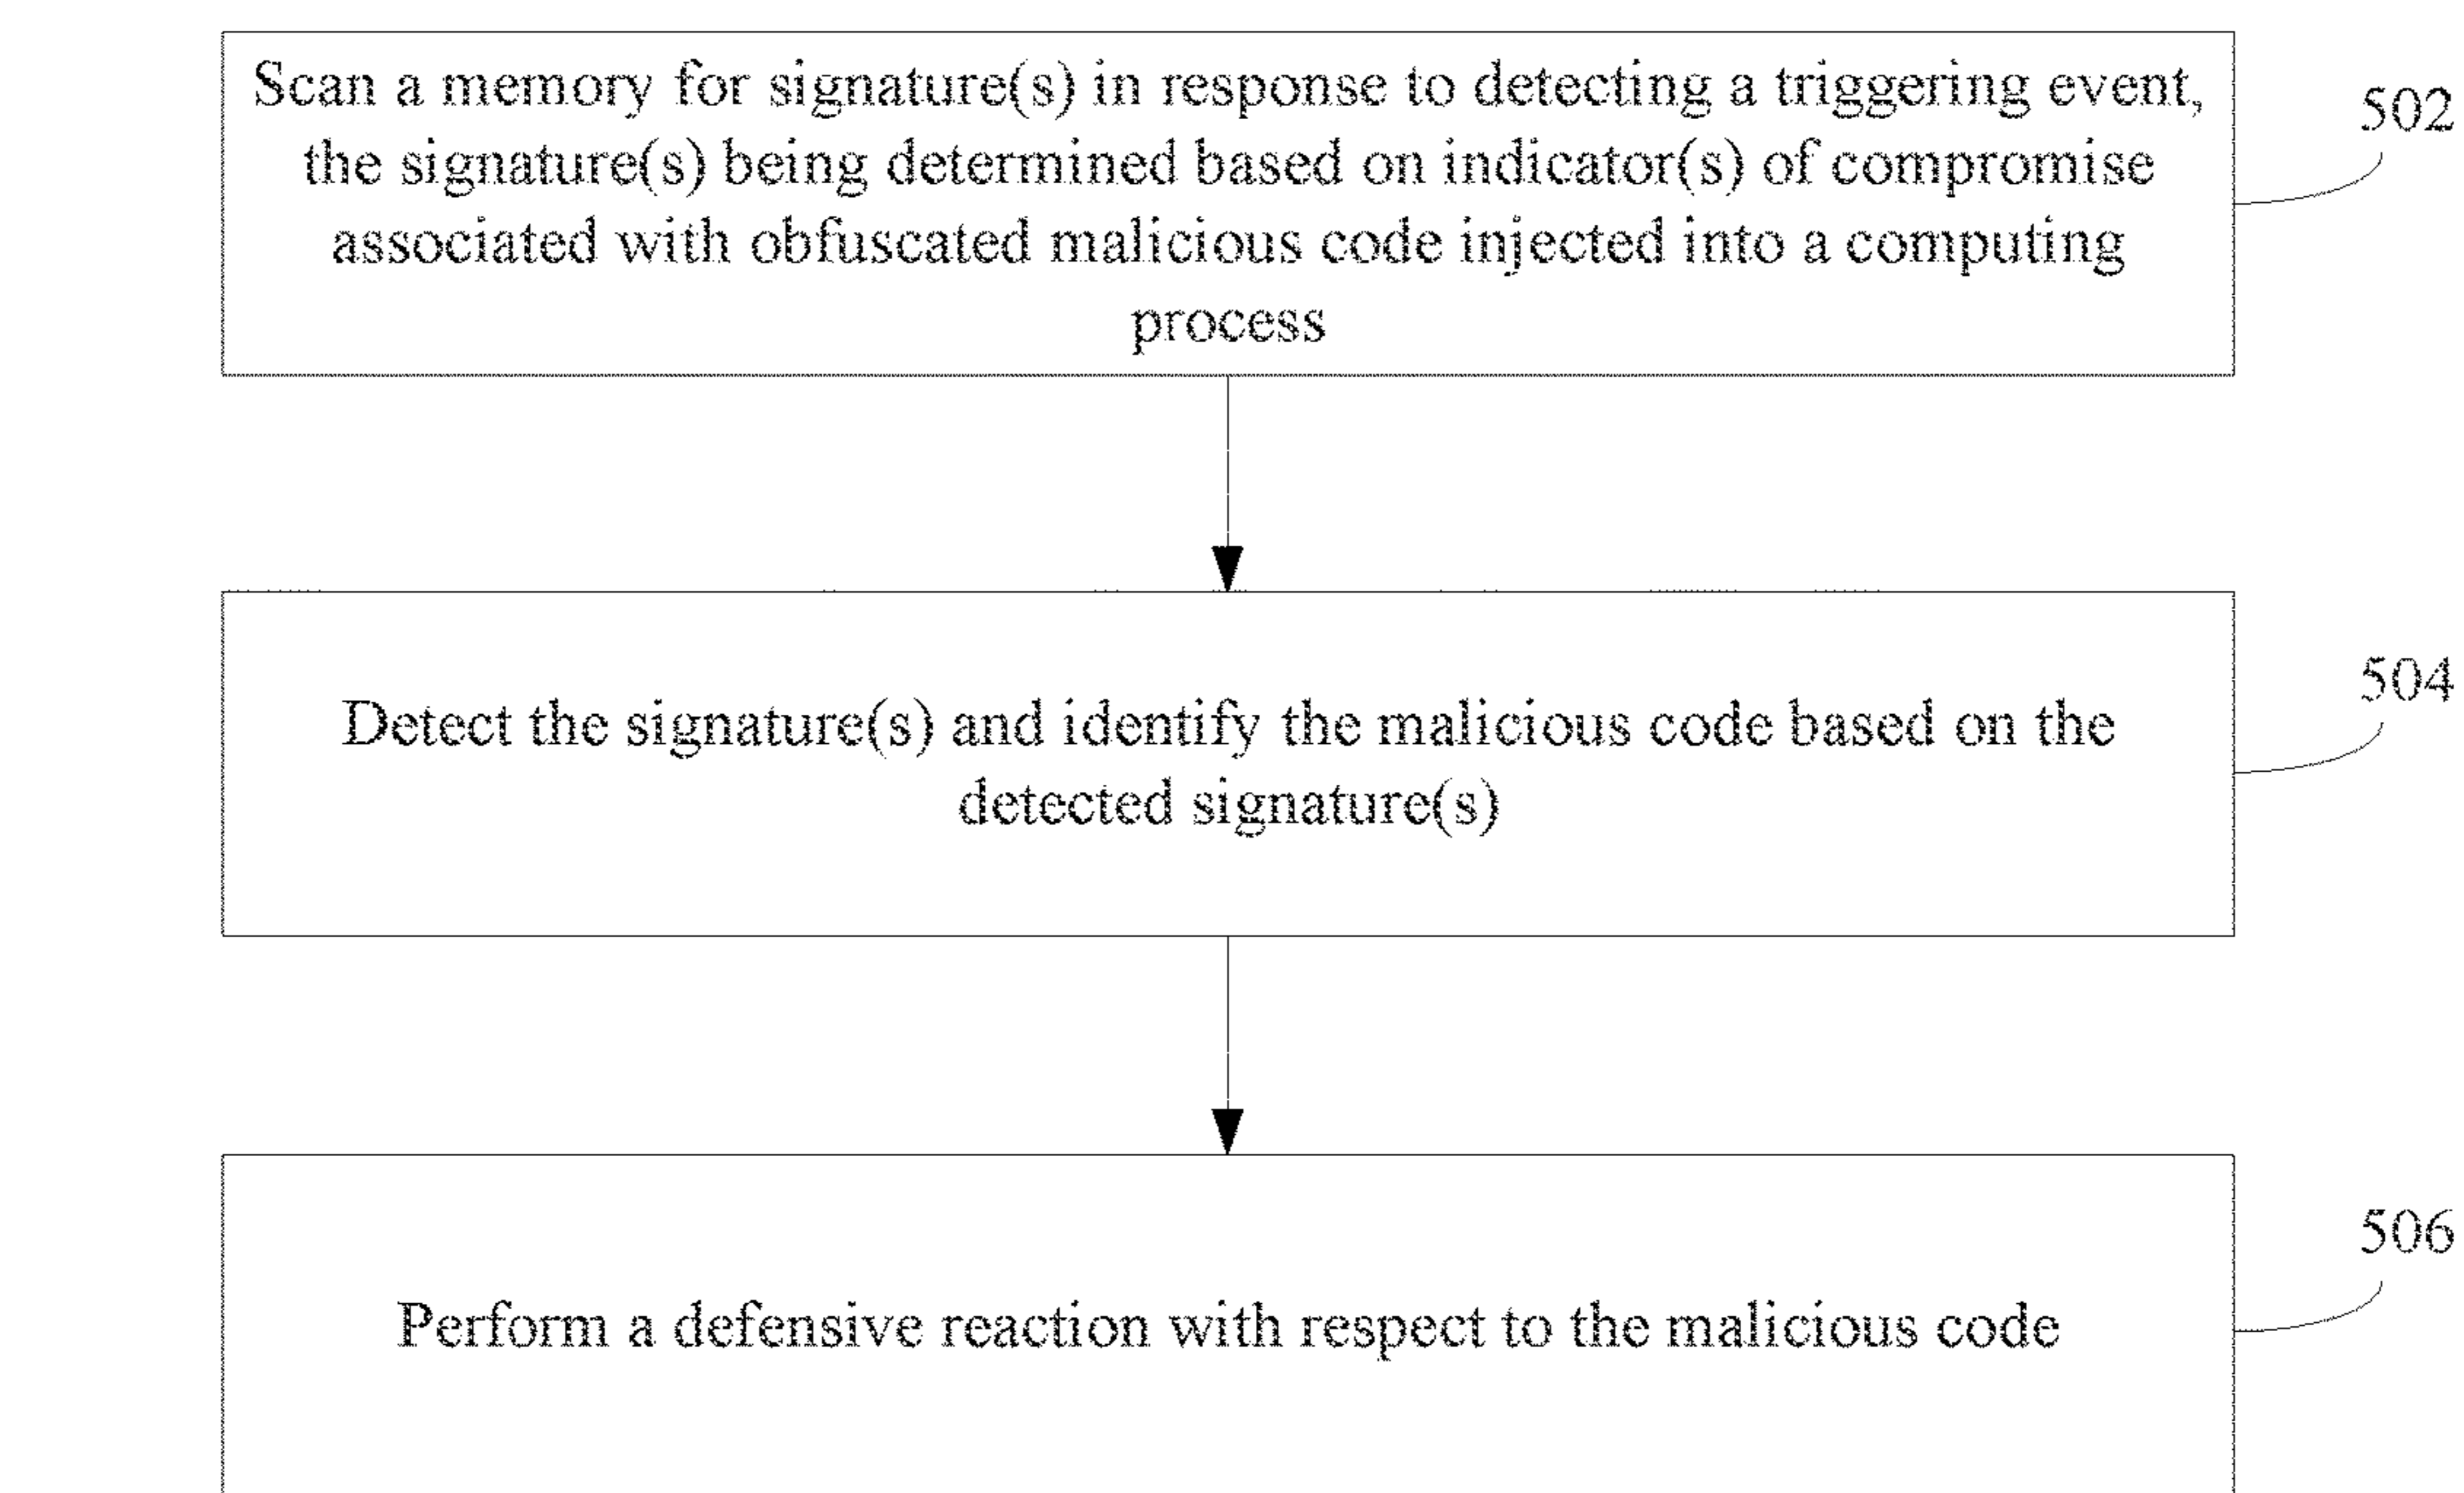 Scan a memory for signature(s) in response to detecting a triggering event,
the signature(s) being determined based on indicator(s) of compromise
associated with obfuscated malicious code injected into a computing
process
502
Detect the signature(s) and identify the malicious code based on the
detected signature(s)
504
Perform a defensive reaction with respect to the malicious code
506